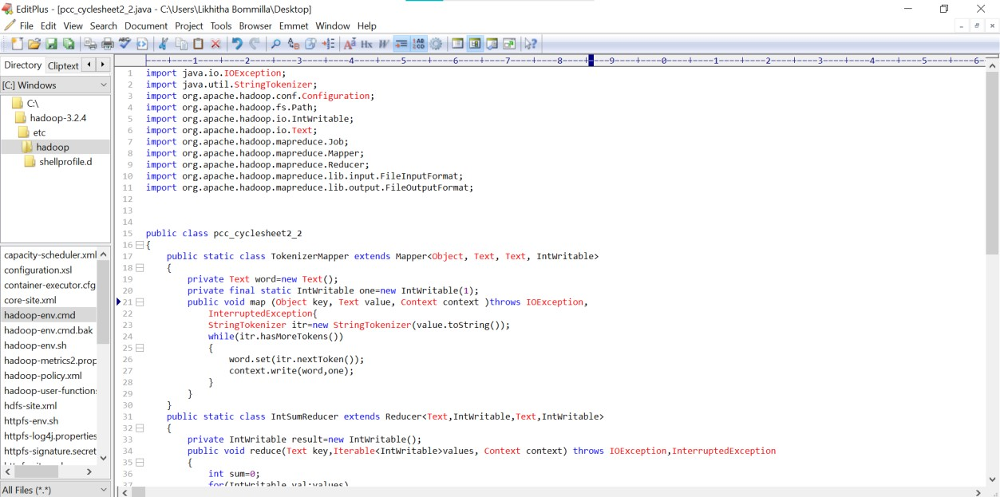 EditPlus - [pcc_cyclesheet2_2.java - C:\Users\Likhitha Bommilla\Desktop]
File Edit View Search Document Project Tools Browser Emmet Window Help
Directory Cliptext
[C:] Windows
C:\
hadoop-3.2.4
etc
hadoop
shellprofile.d
capacity-scheduler.xml
configuration.xsl
container-executor.cfg
core-site.xml
hadoop-env.cmd
hadoop-env.cmd.bak
hadoop-env.sh
hadoop-metrics2.prop
hadoop-policy.xml
hadoop-user-function
hdfs-site.xml
httpfs-env.sh
httpfs-log4j.properties
httpfs-signature.secret
All Files (*.*)
----+----1----+----2----+----3----+----4----+----5----+----6----+----7----+----8----+----9----+----0----+----1----+----2----+----3----+----4----+----5----+----6-
1 import java.io.IOException;
2 import java.util.StringTokenizer;
3 import org.apache.hadoop.conf.Configuration;
4 import org.apache.hadoop.fs.Path;
5 import org.apache.hadoop.io.IntWritable;
6 import org.apache.hadoop.io.Text;
7 import org.apache.hadoop.mapreduce.Job;
8 import org.apache.hadoop.mapreduce.Mapper;
9 import org.apache.hadoop.mapreduce.Reducer;
10 import org.apache.hadoop.mapreduce.lib.input.FileInputFormat;
11 import org.apache.hadoop.mapreduce.lib.output.FileOutputFormat;
12
13
14
15 public class pcc_cyclesheet2_2
16 {
17 public static class TokenizerMapper extends Mapper<Object, Text, Text, IntWritable>
18 {
19 private Text word=new Text();
20 private final static IntWritable one=new IntWritable(1);
21 public void map (Object key, Text value, Context context )throws IOException,
22 InterruptedException{
23 StringTokenizer itr=new StringTokenizer(value.toString());
24 while(itr.hasMoreTokens())
25 {
26 word.set(itr.nextToken());
27 context.write(word,one);
28 }
29 }
30 }
31 public static class IntSumReducer extends Reducer<Text,IntWritable,Text,IntWritable>
32 {
33 private IntWritable result=new IntWritable();
34 public void reduce(Text key,Iterable<IntWritable>values, Context context) throws IOException,InterruptedException
35 {
36 int sum=0;
37 for(IntWritable val:values)